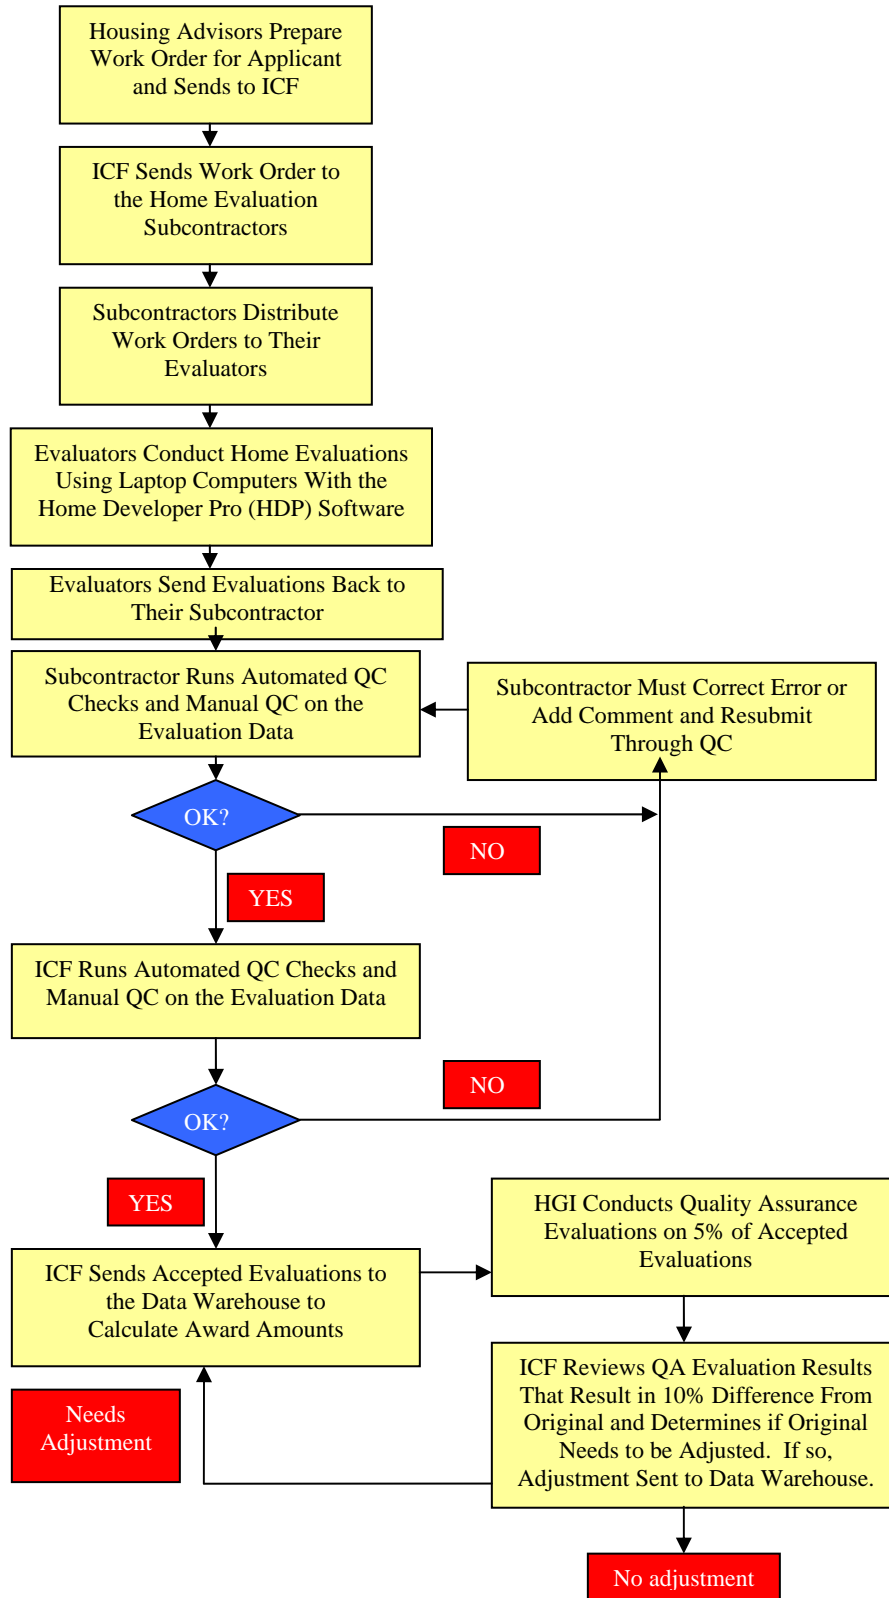 Housing Advisors Prepare
Work Order for Applicant
and Sends to ICF
ICF Sends Work Order to
the Home Evaluation
Subcontractors
Subcontractors Distribute
Work Orders to Their
Evaluators
Evaluators Conduct Home Evaluations
Using Laptop Computers With the
Home Developer Pro (HDP) Software
Evaluators Send Evaluations Back to
Their Subcontractor
Subcontractor Runs Automated QC
Checks and Manual QC on the
Evaluation Data
Subcontractor Must Correct Error or
Add Comment and Resubmit
Through QC
OK?
NO
YES
ICF Runs Automated QC Checks and
Manual QC on the Evaluation Data
NO
OK?
YES
HGI Conducts Quality Assurance
Evaluations on 5% of Accepted
Evaluations
ICF Sends Accepted Evaluations to
the Data Warehouse to
Calculate Award Amounts
ICF Reviews QA Evaluation Results
That Result in 10% Difference From
Original and Determines if Original
Needs to be Adjusted.  If so,
Adjustment Sent to Data Warehouse.
Needs
Adjustment
No adjustment